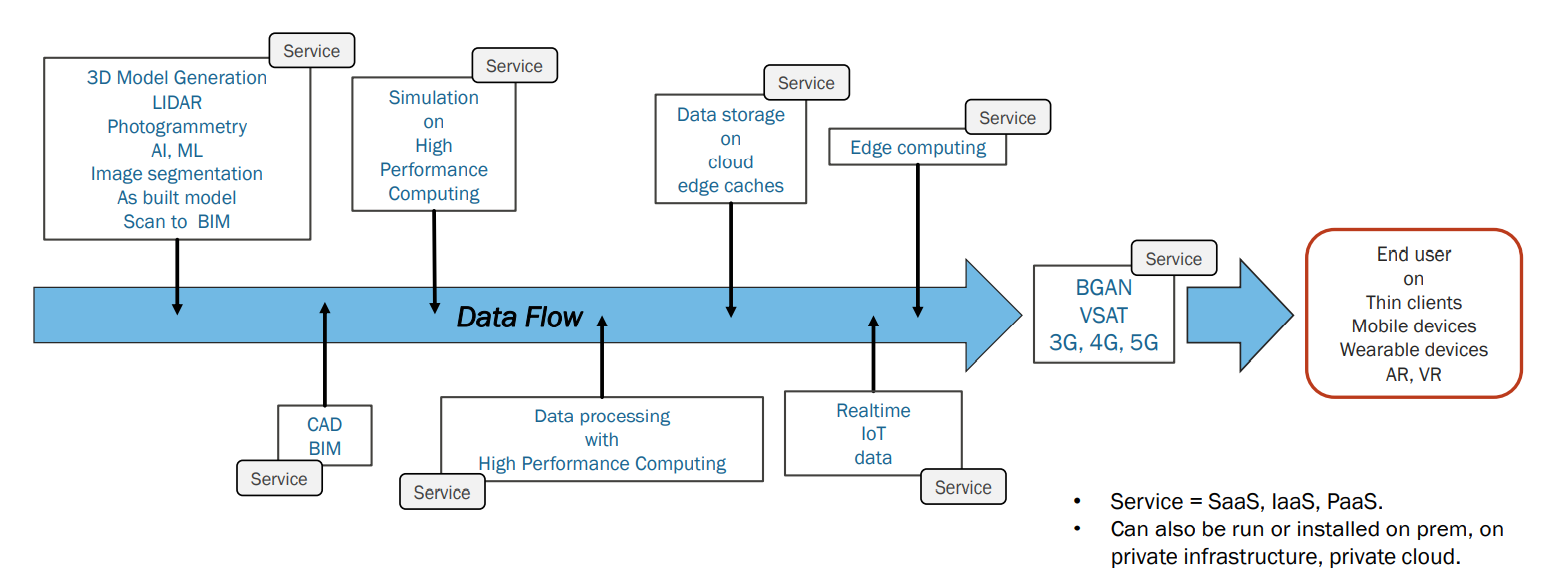 Service
3D Model Generation
LIDAR
Photogrammetry
AI, ML
Image segmentation
As built model
Scan to BIM
Service
Simulation
on
High
Performance
Computing
Service
Data storage
on
cloud
edge caches
Service
Edge computing
Data Flow
Service
BGAN
VSAT
3G, 4G, 5G
End user
on
Thin clients
Mobile devices
Wearable devices
AR, VR
CAD
BIM
Service
Data processing
with
High Performance Computing
Service
Realtime
IoT
data
Service
• Service = SaaS, IaaS, PaaS.
• Can also be run or installed on prem, on
private infrastructure, private cloud.